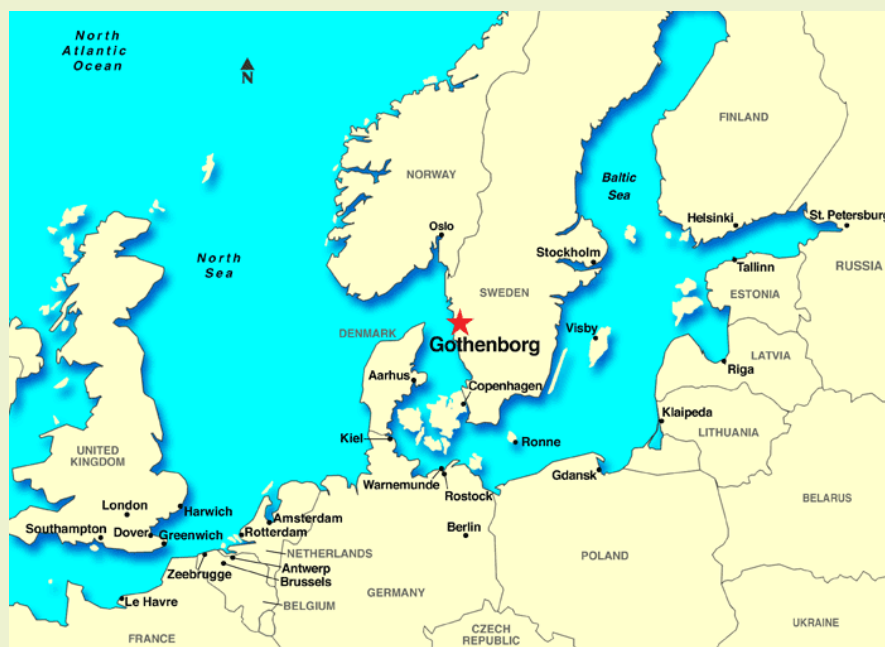 North
Atlantic
Ocean
N
FINLAND
NORWAY
Baltic
Sea
Helsinki
St. Petersburg
Oslo
North
Sea
Stockholm
Tallinn
RUSSIA
SWEDEN
ESTONIA
DENMARK
Visby
Gothenborg
LATVIA
Riga
Aarhus
Copenhagen
Klaipeda
LITHUANIA
Kiel
Ronne
UNITED
KINGDOM
Warnemunde
Rostock
Gdansk
BELARUS
London
Harwich
Amsterdam
Southampton
Dover
Greenwich
Rotterdam
Berlin
NETHERLANDS
POLAND
Zeebrugge
Antwerp
Brussels
GERMANY
Le Havre
BELGIUM
UKRAINE
FRANCE
CZECH
REPUBLIC